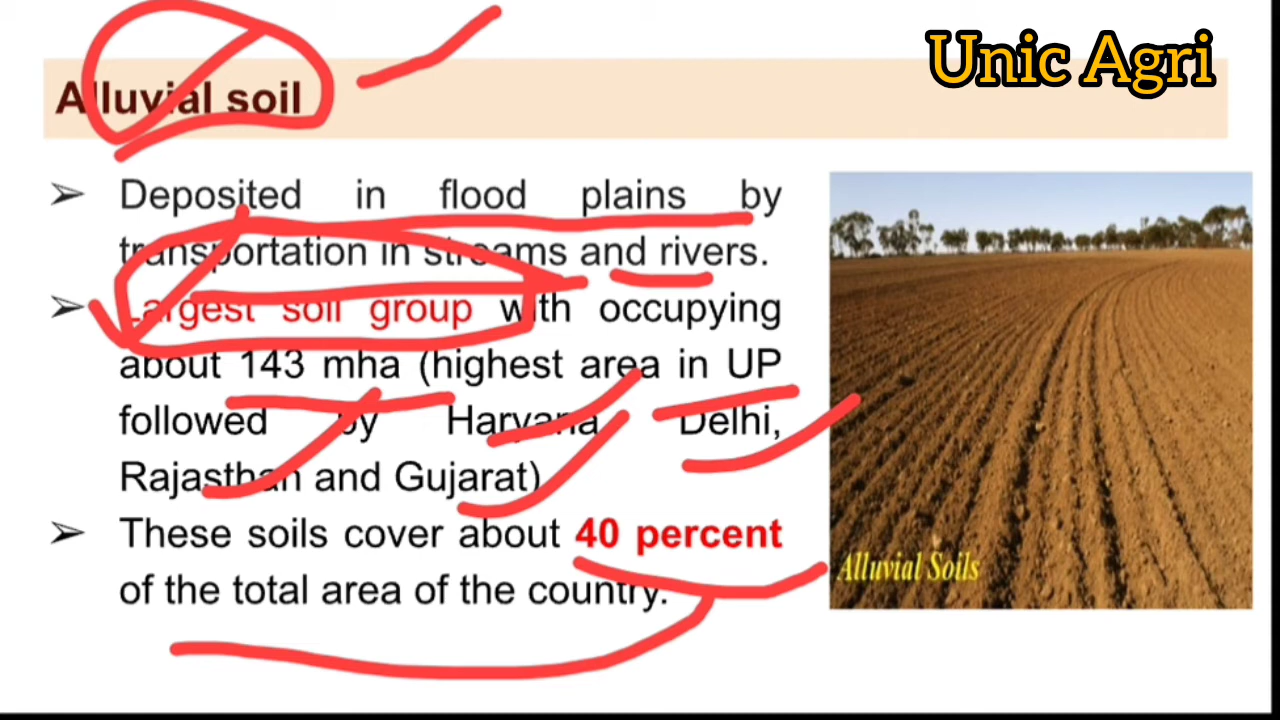 Unic Agri
Alluvial soil
➢ Deposited in flood plains by
transportation in streams and rivers.
➢ Largest soil group with occupying
about 143 mha (highest area in UP
followed by Haryana, Delhi,
Rajasthan and Gujarat)
➢ These soils cover about 40 percent
of the total area of the country.
Alluvial Soils